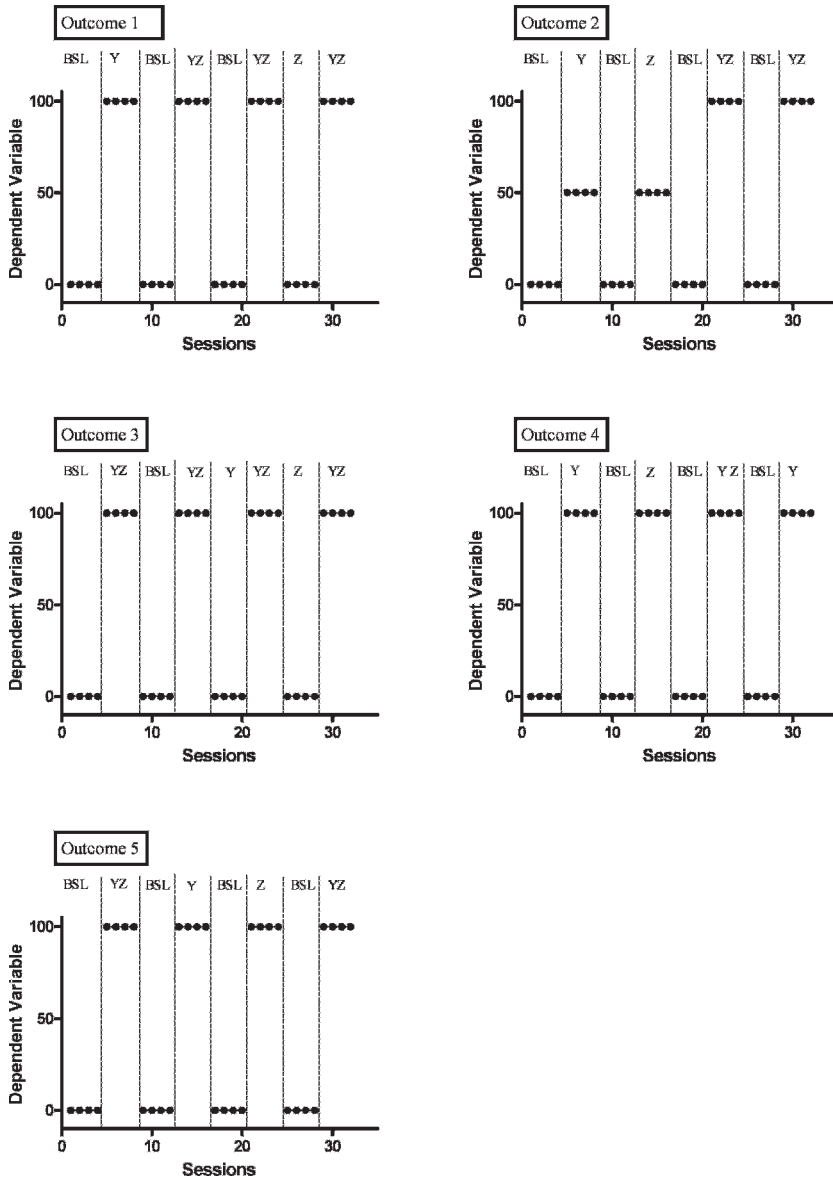 Outcome 1
BSL Y BSL YZ BSL YZ Z YZ
100
50
0
Dependent Variable
0 10 20 30
Sessions
Outcome 2
BSL Y BSL Z BSL YZ BSL YZ
100
50
0
Dependent Variable
0 10 20 30
Sessions
Outcome 3
BSL YZ BSL YZ Y YZ Z YZ
100
50
0
Dependent Variable
0 10 20 30
Sessions
Outcome 4
BSL Y BSL Z BSL Y Z BSL Y
100
50
0
Dependent Variable
0 10 20 30
Sessions
Outcome 5
BSL YZ BSL Y BSL Z BSL YZ
100
50
0
Dependent Variable
0 10 20 30
Sessions